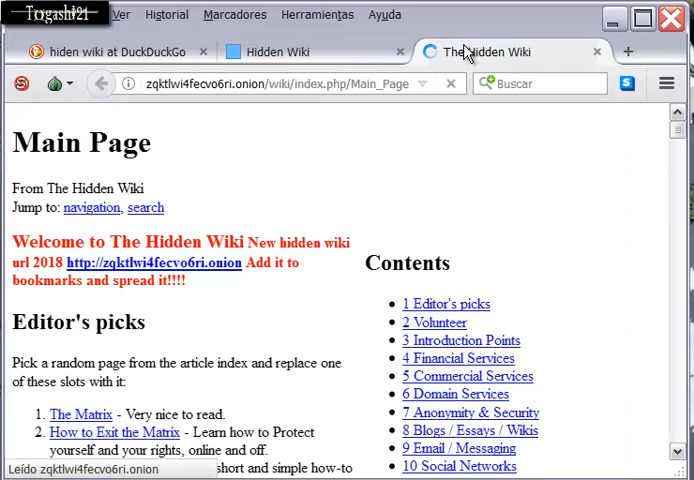 Togashi21
Ver Historial Marcadores Herramientas Ayuda
hiden wiki at DuckDuckGo
Hidden Wiki
The Hidden Wiki
zqktlwi4fecvo6ri.onion/wiki/index.php/Main_Page
Buscar
Main Page
From The Hidden Wiki
Jump to: navigation, search
Welcome to The Hidden Wiki New hidden wiki
url 2018 http://zqktlwi4fecvo6ri.onion Add it to
bookmarks and spread it!!!!
Editor's picks
Pick a random page from the article index and replace one
of these slots with it:
1. The Matrix - Very nice to read.
2. How to Exit the Matrix - Learn how to Protect
yourself and your rights, online and off.
short and simple how-to
Contents
1 Editor's picks
2 Volunteer
3 Introduction Points
4 Financial Services
5 Commercial Services
6 Domain Services
7 Anonymity & Security
8 Blogs / Essays / Wikis
9 Email / Messaging
10 Social Networks
Leído zqktlwi4fecvo6ri.onion